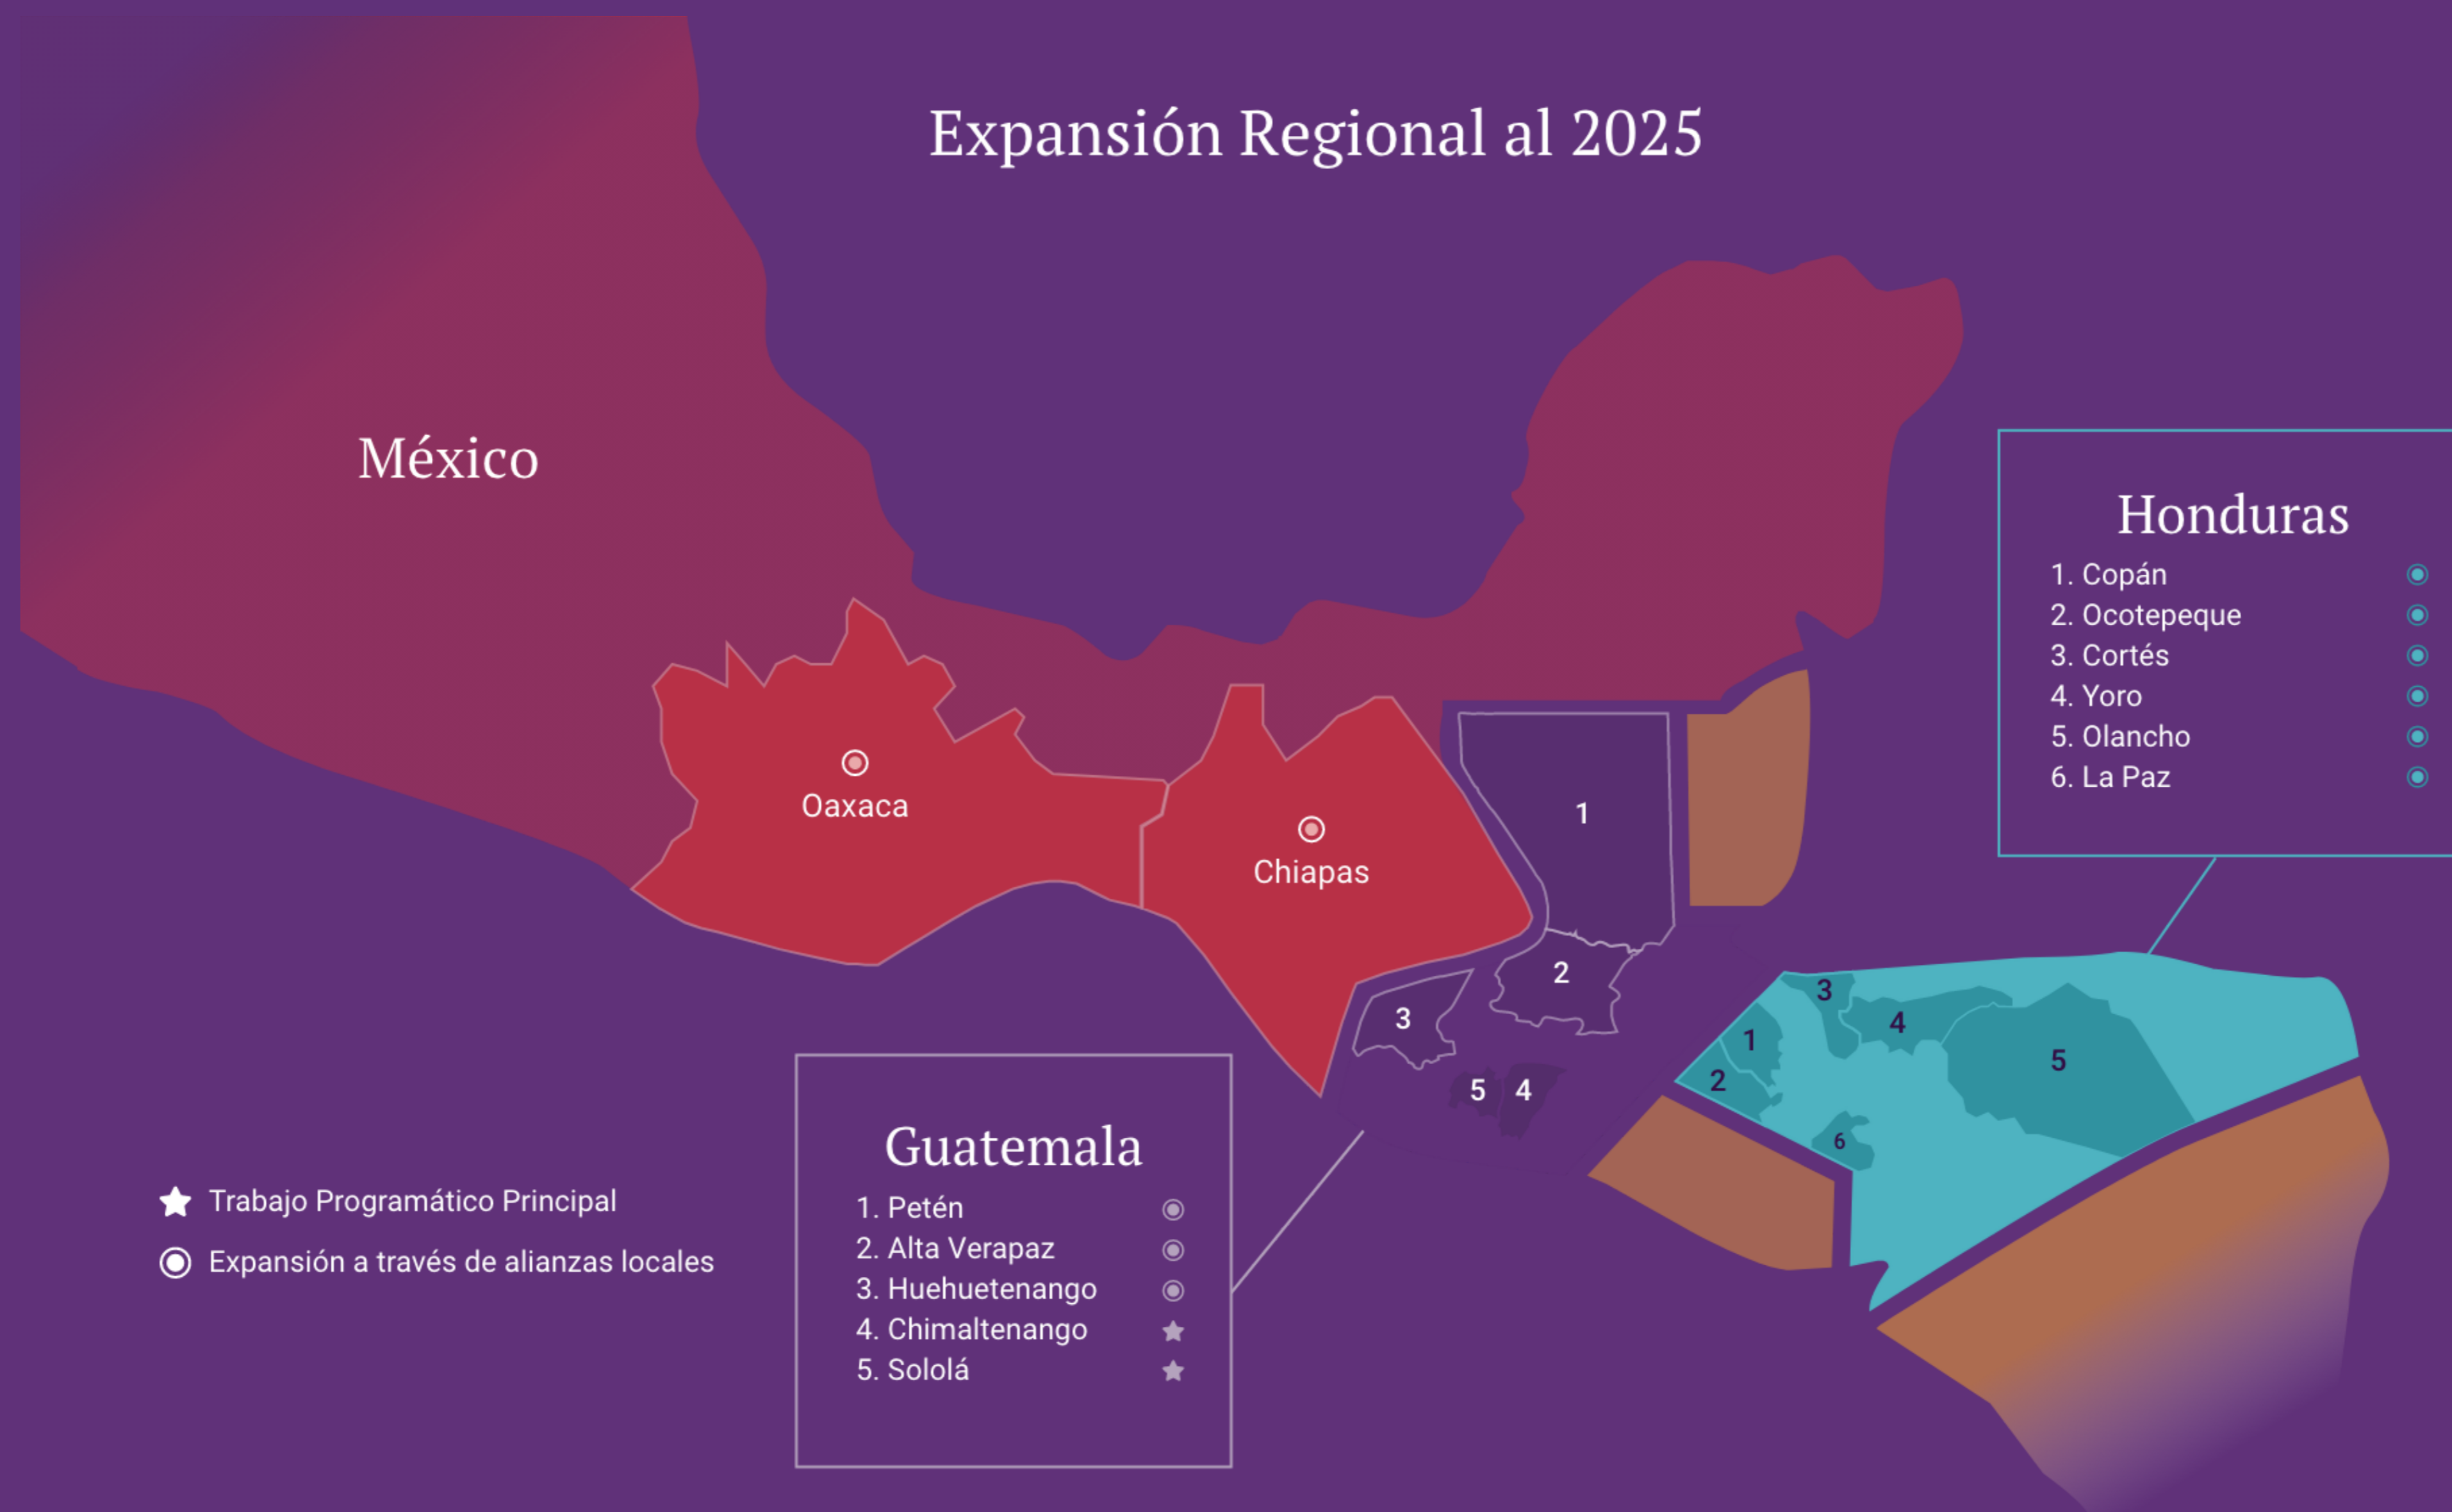 Expansión Regional al 2025
México
Oaxaca
Chiapas
1
2
3
5 4
Honduras
1. Copán
2. Ocotepeque
3. Cortés
4. Yoro
5. Olancho
6. La Paz
3
4
1
5
2
6
Guatemala
1. Petén
2. Alta Verapaz
3. Huehuetenango
4. Chimaltenango
5. Sololá
Trabajo Programático Principal
Expansión a través de alianzas locales